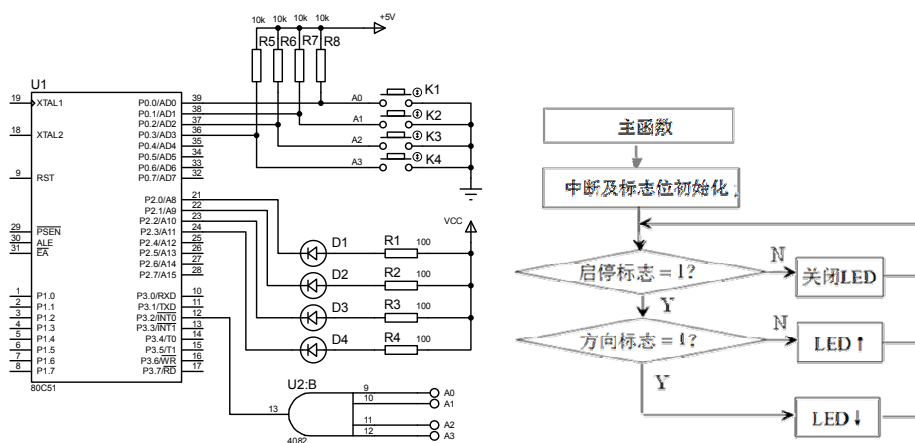 10k
10k
10k
10k
+5V
R5
R6
R7
R8
U1
19
XTAL1
18
XTAL2
9
RST
29
PSEN
30
ALE
31
EA
1
P1.0
2
P1.1
3
P1.2
4
P1.3
5
P1.4
6
P1.5
7
P1.6
8
P1.7
80C51
P0.0/AD0
39
P0.1/AD1
38
P0.2/AD2
37
P0.3/AD3
36
P0.4/AD4
35
P0.5/AD5
34
P0.6/AD6
33
P0.7/AD7
32
P2.0/A8
21
P2.1/A9
22
P2.2/A10
23
P2.3/A11
24
P2.4/A12
25
P2.5/A13
26
P2.6/A14
27
P2.7/A15
28
P3.0/RXD
10
P3.1/TXD
11
P3.2/INT0
12
P3.3/INT1
13
P3.4/T0
14
P3.5/T1
15
P3.6/WR
16
P3.7/RD
17
A0
K1
A1
K2
A2
K3
A3
K4
VCC
D1
R1
100
D2
R2
100
D3
R3
100
D4
R4
100
U2:B
13
4082
9
A0
10
A1
11
A2
12
A3
主函数
中断及标志位初始化
启停标志=1?
N
关闭LED
Y
方向标志=1?
N
LED↑
Y
LED↓